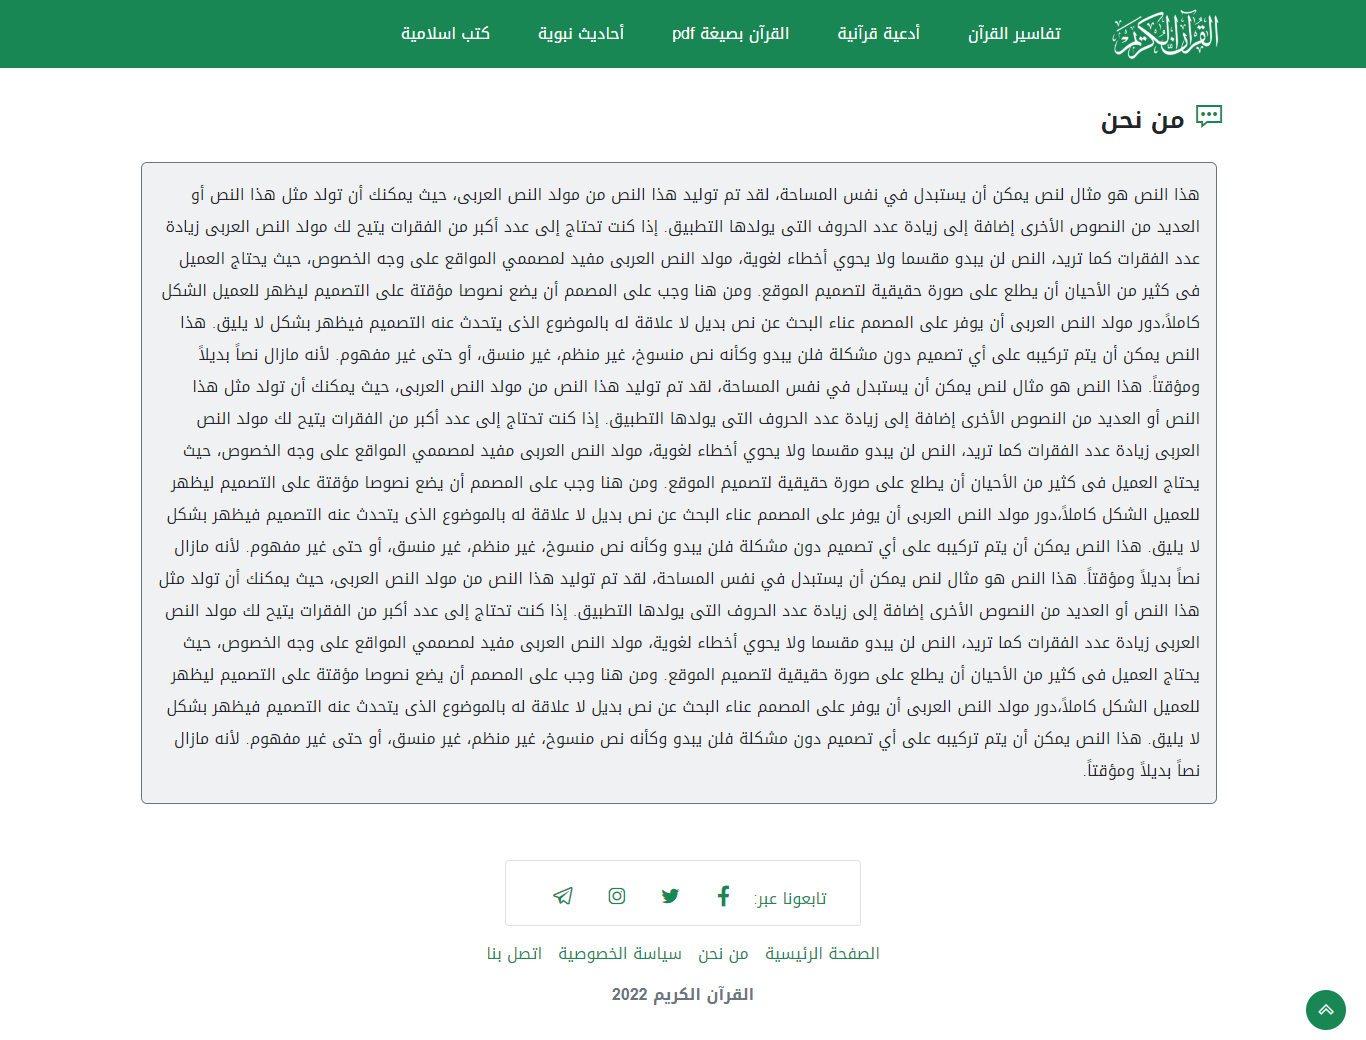 القرآن الكريم
تفاسير القرآن
أدعية قرآنية
القرآن بصيغة pdf
أحاديث نبوية
كتب اسلامية
من نحن
هذا النص هو مثال لنص يمكن أن يستبدل في نفس المساحة، لقد تم توليد هذا النص من مولد النص العربى، حيث يمكنك أن تولد مثل هذا النص أو
العديد من النصوص الأخرى إضافة إلى زيادة عدد الحروف التى يولدها التطبيق. إذا كنت تحتاج إلى عدد أكبر من الفقرات يتيح لك مولد النص العربى زيادة
عدد الفقرات كما تريد، النص لن يبدو مقسما ولا يحوي أخطاء لغوية، مولد النص العربى مفيد لمصممي المواقع على وجه الخصوص، حيث يحتاج العميل
فى كثير من الأحيان أن يطلع على صورة حقيقية لتصميم الموقع. ومن هنا وجب على المصمم أن يضع نصوصا مؤقتة على التصميم ليظهر للعميل الشكل
كاملاً،دور مولد النص العربى أن يوفر على المصمم عناء البحث عن نص بديل لا علاقة له بالموضوع الذى يتحدث عنه التصميم فيظهر بشكل لا يليق. هذا
النص يمكن أن يتم تركيبه على أي تصميم دون مشكلة فلن يبدو وكأنه نص منسوخ، غير منظم، غير منسق، أو حتى غير مفهوم. لأنه مازال نصاً بديلاً
ومؤقتاً. هذا النص هو مثال لنص يمكن أن يستبدل في نفس المساحة، لقد تم توليد هذا النص من مولد النص العربى، حيث يمكنك أن تولد مثل هذا
النص أو العديد من النصوص الأخرى إضافة إلى زيادة عدد الحروف التى يولدها التطبيق. إذا كنت تحتاج إلى عدد أكبر من الفقرات يتيح لك مولد النص
العربى زيادة عدد الفقرات كما تريد، النص لن يبدو مقسما ولا يحوي أخطاء لغوية، مولد النص العربى مفيد لمصممي المواقع على وجه الخصوص، حيث
يحتاج العميل فى كثير من الأحيان أن يطلع على صورة حقيقية لتصميم الموقع. ومن هنا وجب على المصمم أن يضع نصوصا مؤقتة على التصميم ليظهر
للعميل الشكل كاملاً،دور مولد النص العربى أن يوفر على المصمم عناء البحث عن نص بديل لا علاقة له بالموضوع الذى يتحدث عنه التصميم فيظهر بشكل
لا يليق. هذا النص يمكن أن يتم تركيبه على أي تصميم دون مشكلة فلن يبدو وكأنه نص منسوخ، غير منظم، غير منسق، أو حتى غير مفهوم. لأنه مازال
نصاً بديلاً ومؤقتاً. هذا النص هو مثال لنص يمكن أن يستبدل في نفس المساحة، لقد تم توليد هذا النص من مولد النص العربى، حيث يمكنك أن تولد مثل
هذا النص أو العديد من النصوص الأخرى إضافة إلى زيادة عدد الحروف التى يولدها التطبيق. إذا كنت تحتاج إلى عدد أكبر من الفقرات يتيح لك مولد النص
العربى زيادة عدد الفقرات كما تريد، النص لن يبدو مقسما ولا يحوي أخطاء لغوية، مولد النص العربى مفيد لمصممي المواقع على وجه الخصوص، حيث
يحتاج العميل فى كثير من الأحيان أن يطلع على صورة حقيقية لتصميم الموقع. ومن هنا وجب على المصمم أن يضع نصوصا مؤقتة على التصميم ليظهر
للعميل الشكل كاملاً،دور مولد النص العربى أن يوفر على المصمم عناء البحث عن نص بديل لا علاقة له بالموضوع الذى يتحدث عنه التصميم فيظهر بشكل
لا يليق. هذا النص يمكن أن يتم تركيبه على أي تصميم دون مشكلة فلن يبدو وكأنه نص منسوخ، غير منظم، غير منسق، أو حتى غير مفهوم. لأنه مازال
نصاً بديلاً ومؤقتاً.
تابعونا عبر:
الصفحة الرئيسية
من نحن
سياسة الخصوصية
اتصل بنا
القرآن الكريم 2022